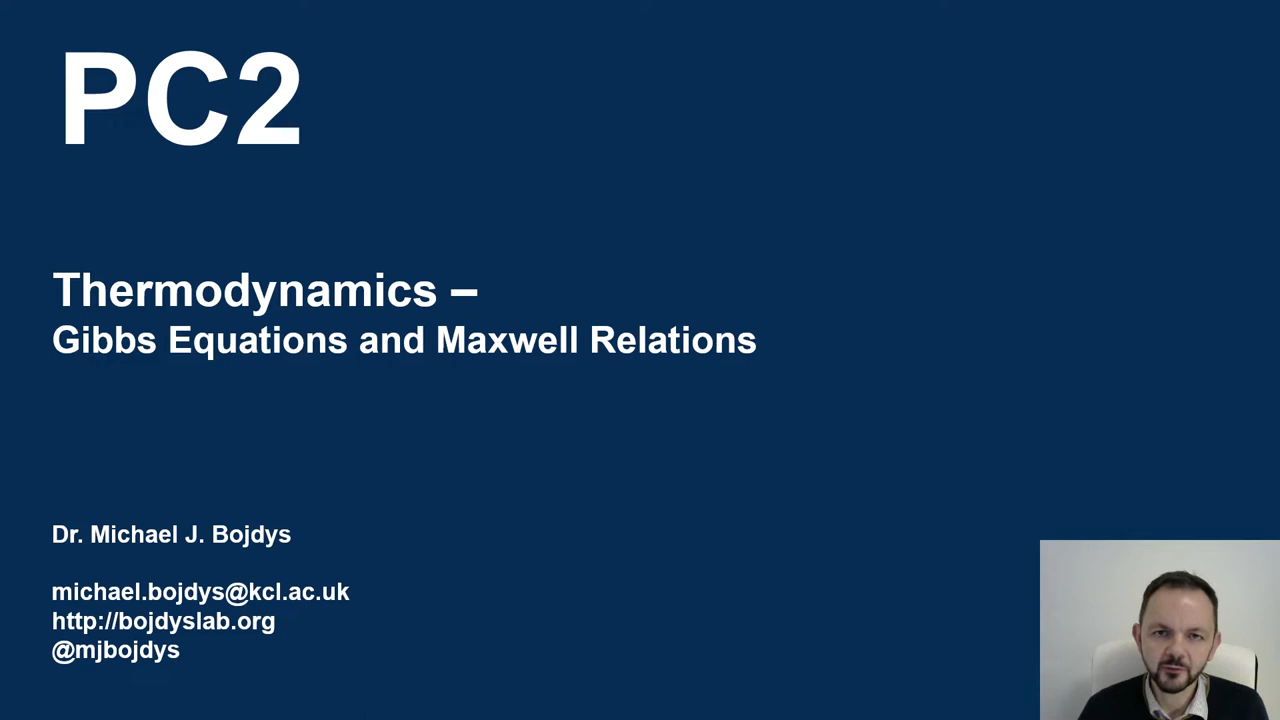 PC2
Thermodynamics –
Gibbs Equations and Maxwell Relations
Dr. Michael J. Bojdys
michael.bojdys@kcl.ac.uk
http://bojdyslab.org
@mjbojdys